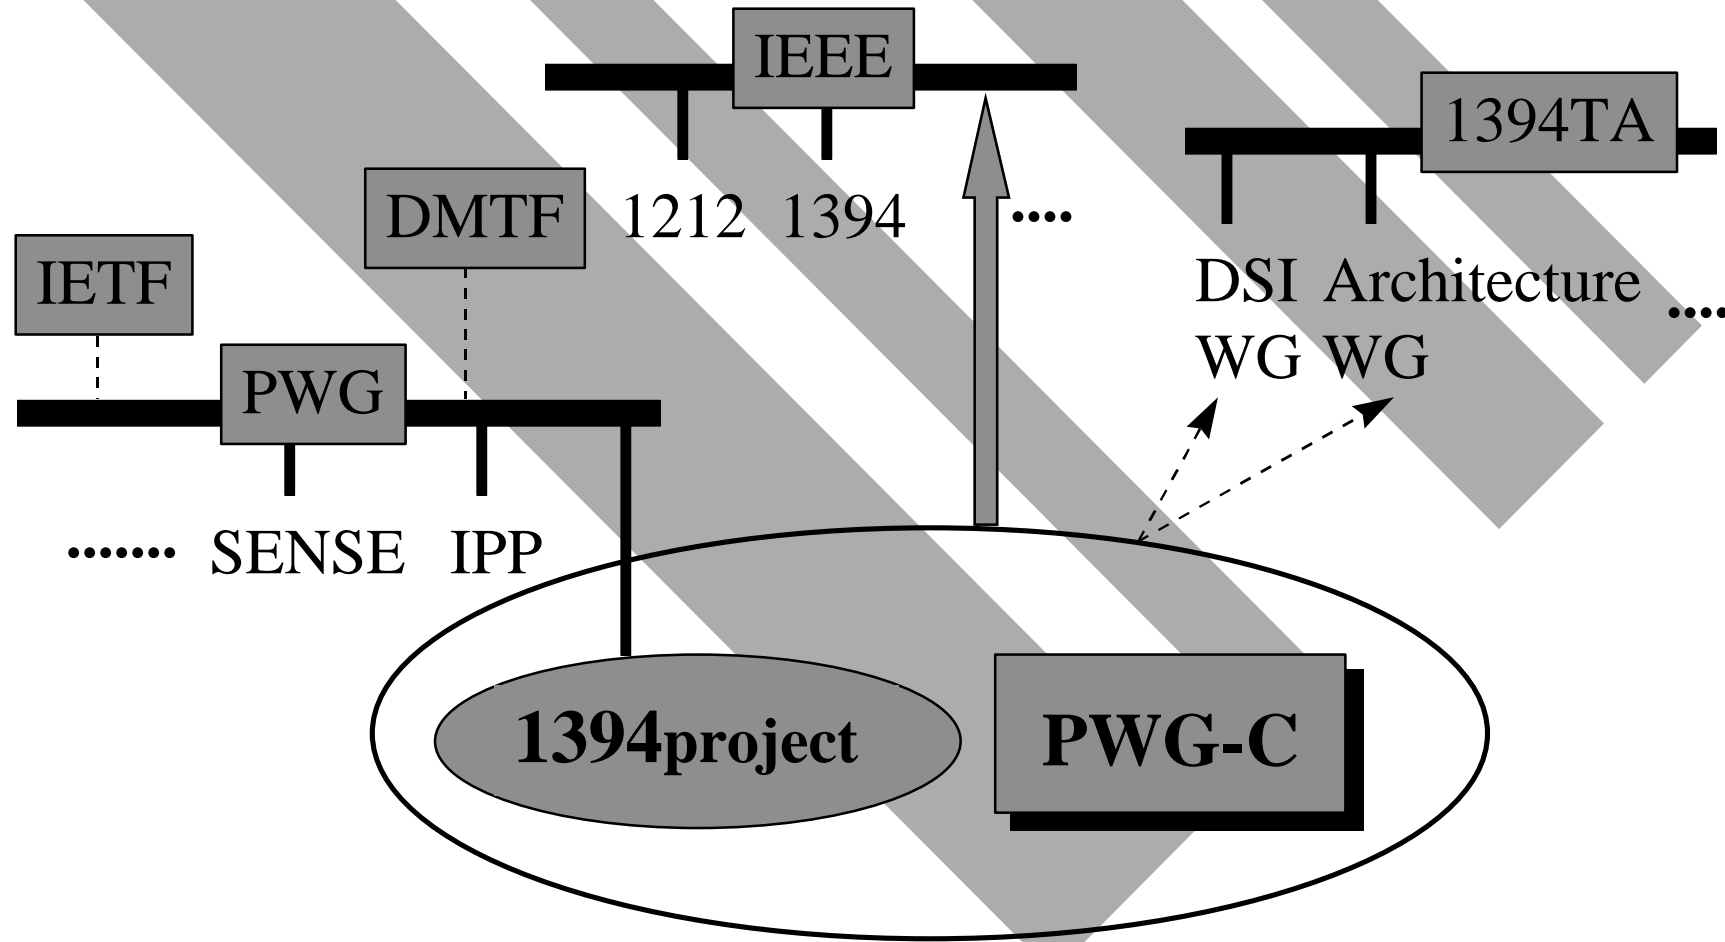 IEEE
1394TA
DMTF
1212 1394 ....
IETF
DSI Architecture ....
WG WG
PWG
....... SENSE IPP
1394project
PWG-C